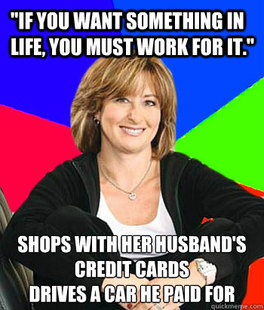 "IF YOU WANT SOMETHING IN
LIFE, YOU MUST WORK FOR IT."
SHOPS WITH HER HUSBAND'S
CREDIT CARDS
DRIVES A CAR HE PAID FOR
quickmeme.com